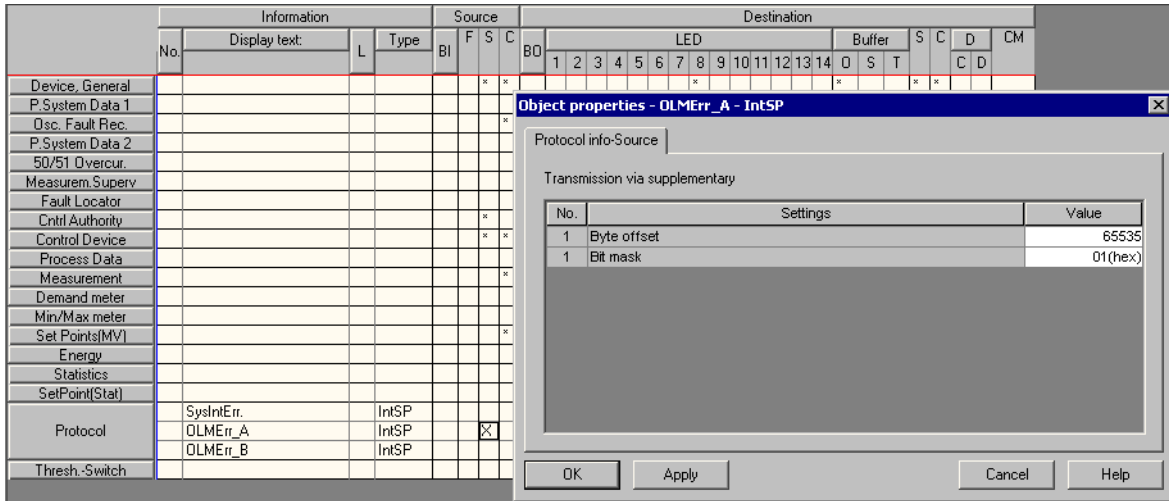 Information Source Destination
No. Display text: L Type BI F S C BO LED Buffer S C D CM
1 2 3 4 5 6 7 8 9 10 11 12 13 14 O S T C D
Device, General * * * * * *
P.System Data 1
Osc. Fault Rec. *
P.System Data 2
50/51 Overcur.
Measurem.Superv
Fault Locator
Cntrl Authority *
Control Device * *
Process Data
Measurement *
Demand meter
Min/Max meter
Set Points(MV) *
Energy
Statistics
SetPoint(Stat)
SysIntErr. IntSP
Protocol OLMErr_A IntSP X
OLMErr_B IntSP
Thresh.-Switch
Object properties - OLMErr_A - IntSP
Protocol info-Source
Transmission via supplementary
No. Settings Value
1 Byte offset 65535
1 Bit mask 01(hex)
OK Apply Cancel Help